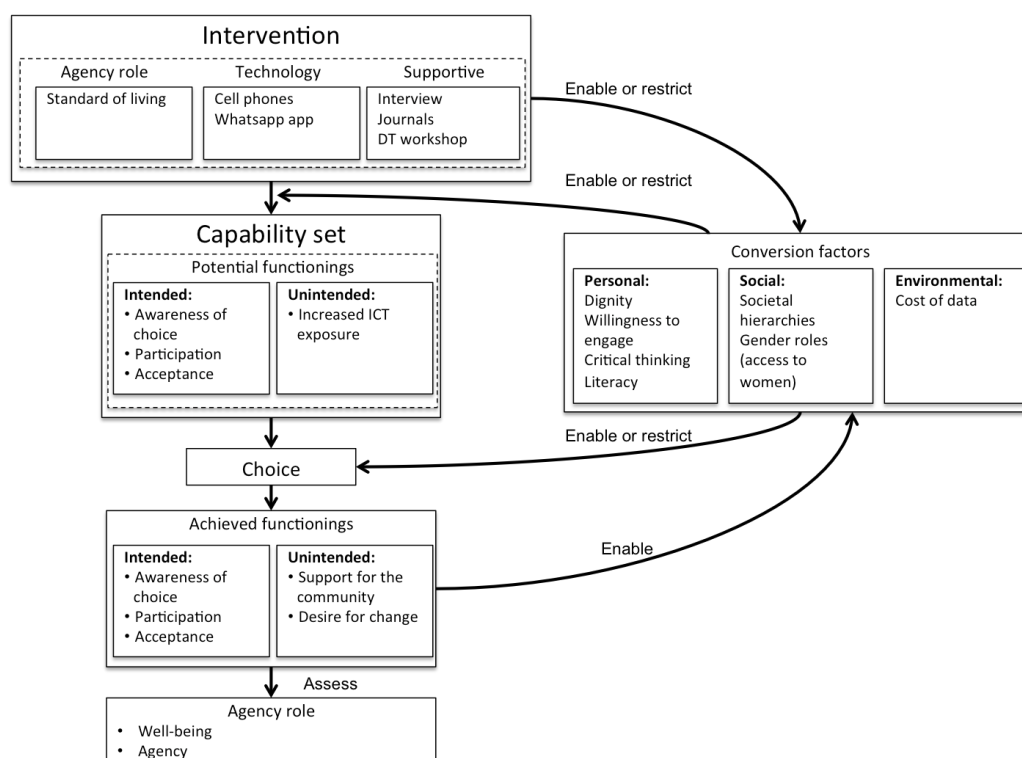 Intervention
Agency role
Standard of living
Technology
Cell phones
Whatsapp app
Supportive
Interview
Journals
DT workshop
Enable or restrict
Enable or restrict
Capability set
Potential functionings
Intended:
• Awareness of
choice
• Participation
• Acceptance
Unintended:
• Increased ICT
exposure
Conversion factors
Personal:
Dignity
Willingness to
engage
Critical thinking
Literacy
Social:
Societal
hierarchies
Gender roles
(access to
women)
Environmental:
Cost of data
Enable or restrict
Choice
Achieved functionings
Intended:
• Awareness of
choice
• Participation
• Acceptance
Unintended:
• Support for the
community
• Desire for change
Enable
Assess
Agency role
• Well-being
• Agency